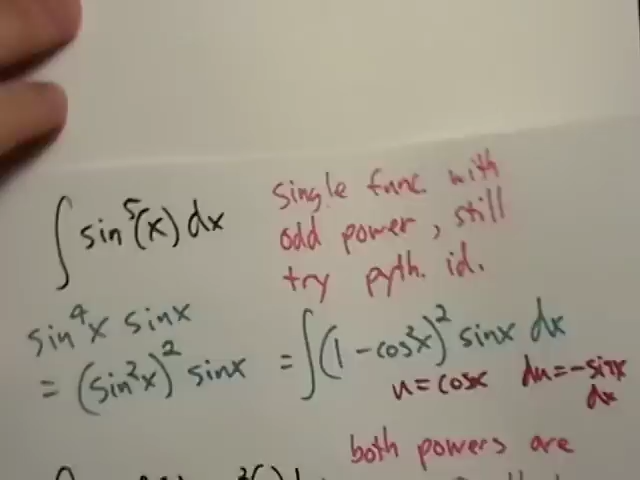 ∫ sin⁵(x) dx
single func with
odd power, still
try pyth. id.
sin⁴x sinx
= (sin²x)² sinx = ∫(1 - cos²x)² sinx dx
u = cosx du = -sinx
dx
both powers are